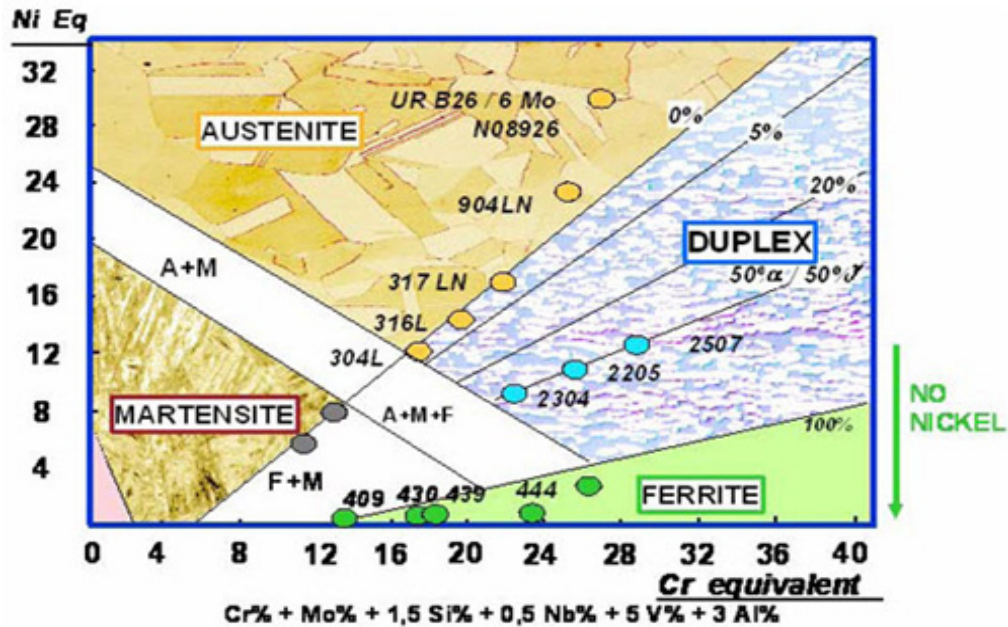 Ni Eq
32
28
24
20
16
12
8
4
UR B26 / 6 Mo
N08926
AUSTENITE
0%
5%
904LN
20%
DUPLEX
A+M
50%α / 50%γ
317 LN
316L
2507
304L
2205
2304
NO
NICKEL
MARTENSITE
A+M+F
100%
F+M
409 430 439 444
FERRITE
0 4 8 12 16 20 24 28 32 36 40
Cr equivalent
Cr% + Mo% + 1,5 Si% + 0,5 Nb% + 5 V% + 3 Al%